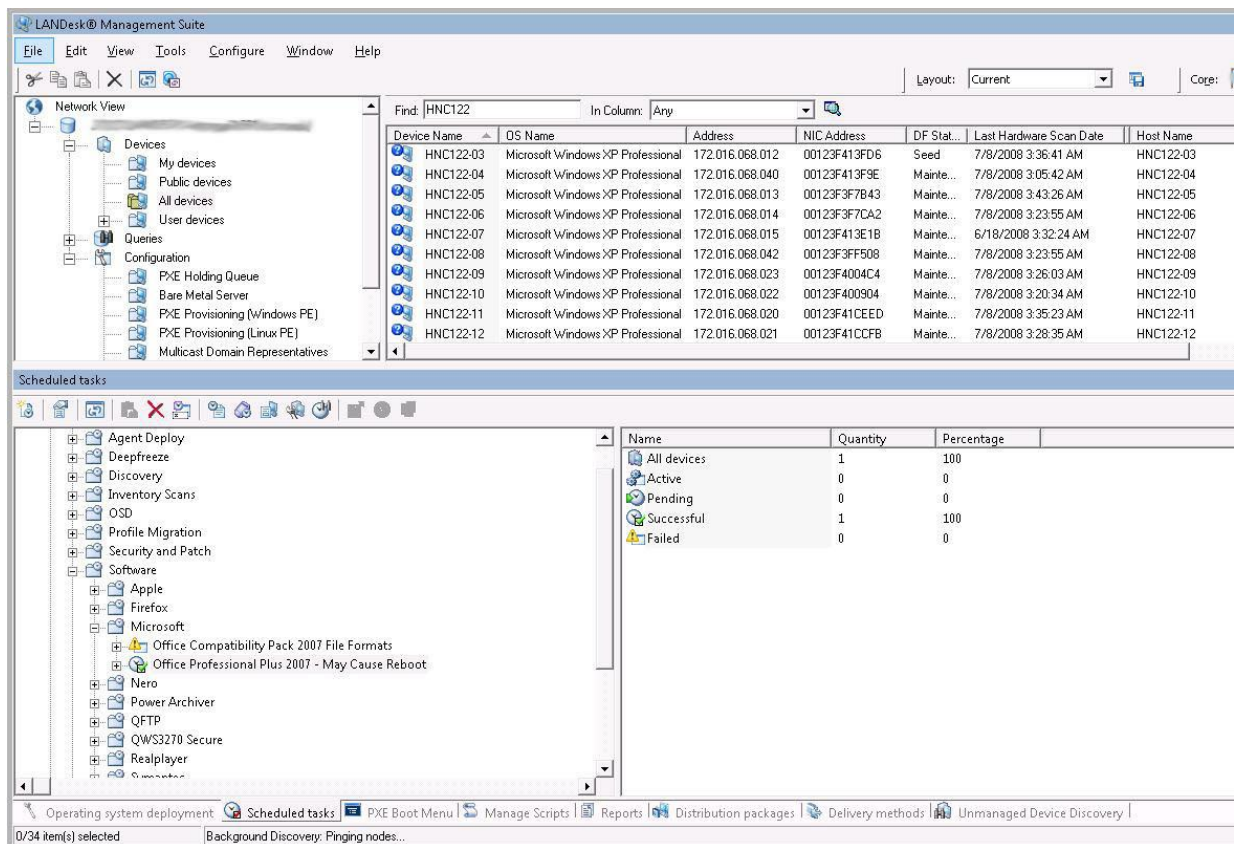 LANDesk® Management Suite
File Edit View Tools Configure Window Help
Layout: Current Core:
Network View
Devices
My devices
Public devices
All devices
User devices
Queries
Configuration
PXE Holding Queue
Bare Metal Server
PXE Provisioning (Windows PE)
PXE Provisioning (Linux PE)
Multicast Domain Representatives
Find: HNC122 In Column: Any
Device Name OS Name Address NIC Address DF Stat... Last Hardware Scan Date Host Name
HNC122-03 Microsoft Windows XP Professional 172.016.068.012 00123F413FD6 Seed 7/8/2008 3:36:41 AM HNC122-03
HNC122-04 Microsoft Windows XP Professional 172.016.068.040 00123F413F9E Mainte... 7/8/2008 3:05:42 AM HNC122-04
HNC122-05 Microsoft Windows XP Professional 172.016.068.013 00123F3F7B43 Mainte... 7/8/2008 3:43:26 AM HNC122-05
HNC122-06 Microsoft Windows XP Professional 172.016.068.014 00123F3F7CA2 Mainte... 7/8/2008 3:23:55 AM HNC122-06
HNC122-07 Microsoft Windows XP Professional 172.016.068.015 00123F413E1B Mainte... 6/18/2008 3:32:24 AM HNC122-07
HNC122-08 Microsoft Windows XP Professional 172.016.068.042 00123F3FF508 Mainte... 7/8/2008 3:23:55 AM HNC122-08
HNC122-09 Microsoft Windows XP Professional 172.016.068.023 00123F4004C4 Mainte... 7/8/2008 3:26:03 AM HNC122-09
HNC122-10 Microsoft Windows XP Professional 172.016.068.022 00123F400904 Mainte... 7/8/2008 3:20:34 AM HNC122-10
HNC122-11 Microsoft Windows XP Professional 172.016.068.020 00123F41CEED Mainte... 7/8/2008 3:35:23 AM HNC122-11
HNC122-12 Microsoft Windows XP Professional 172.016.068.021 00123F41CCFB Mainte... 7/8/2008 3:28:35 AM HNC122-12
Scheduled tasks
Agent Deploy
Deepfreeze
Discovery
Inventory Scans
OSD
Profile Migration
Security and Patch
Software
Apple
Firefox
Microsoft
Office Compatibility Pack 2007 File Formats
Office Professional Plus 2007 - May Cause Reboot
Nero
Power Archiver
QFTP
QWS3270 Secure
Realplayer
Symantec
Name Quantity Percentage
All devices 1 100
Active 0 0
Pending 0 0
Successful 1 100
Failed 0 0
Operating system deployment Scheduled tasks PXE Boot Menu Manage Scripts Reports Distribution packages Delivery methods Unmanaged Device Discovery
0/34 item(s) selected Background Discovery: Pinging nodes...